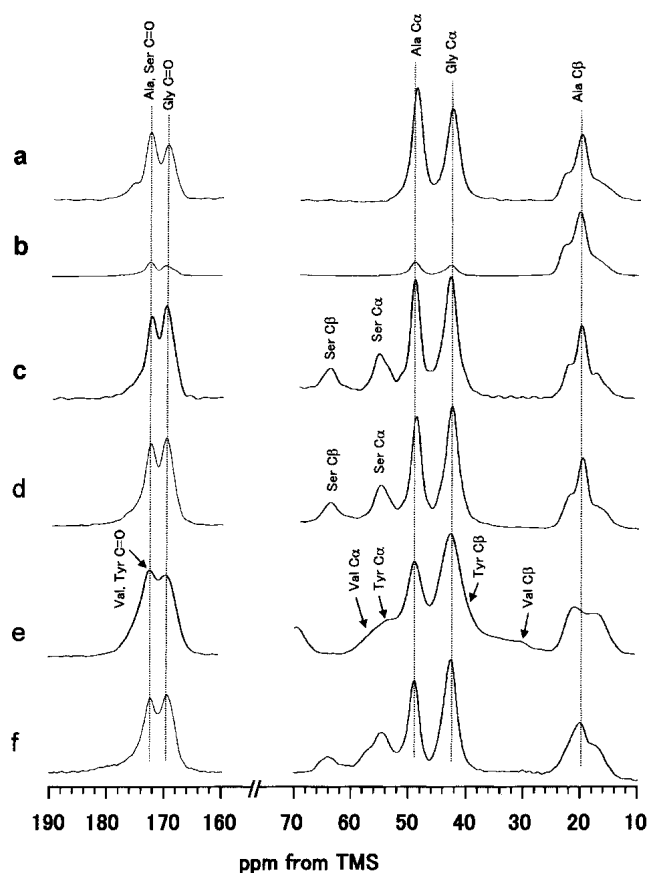 Ala, Ser C=O
Gly C=O
Ala Cα
Gly Cα
Ala Cβ
a
b
Ser Cβ
Ser Cα
c
Ser Cβ
Ser Cα
d
Val, Tyr C=O
Val Cα
Tyr Cα
Tyr Cβ
Val Cβ
e
f
190 180 170 160 // 70 60 50 40 30 20 10
ppm from TMS